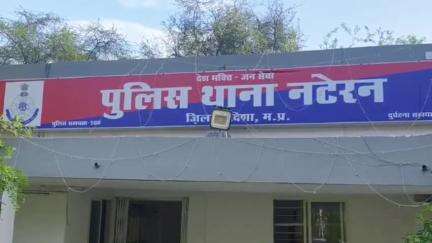 देश भक्ति - जन सेवा
पुलिस थाना नटेरन
जिला दिशा, म.प्र.